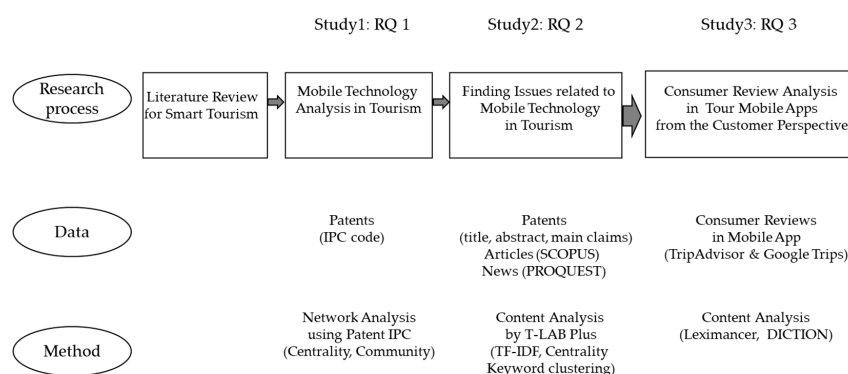 Study1: RQ 1
Study2: RQ 2
Study3: RQ 3
Research
process
Literature Review
for Smart Tourism
Mobile Technology
Analysis in Tourism
Finding Issues related to
Mobile Technology
in Tourism
Consumer Review Analysis
in Tour Mobile Apps
from the Customer Perspective
Data
Patents
(IPC code)
Patents
(title, abstract, main claims)
Articles (SCOPUS)
News (PROQUEST)
Consumer Reviews
in Mobile App
(TripAdvisor & Google Trips)
Method
Network Analysis
using Patent IPC
(Centrality, Community)
Content Analysis
by T-LAB Plus
(TF-IDF, Centrality
Keyword clustering)
Content Analysis
(Leximancer, DICTION)